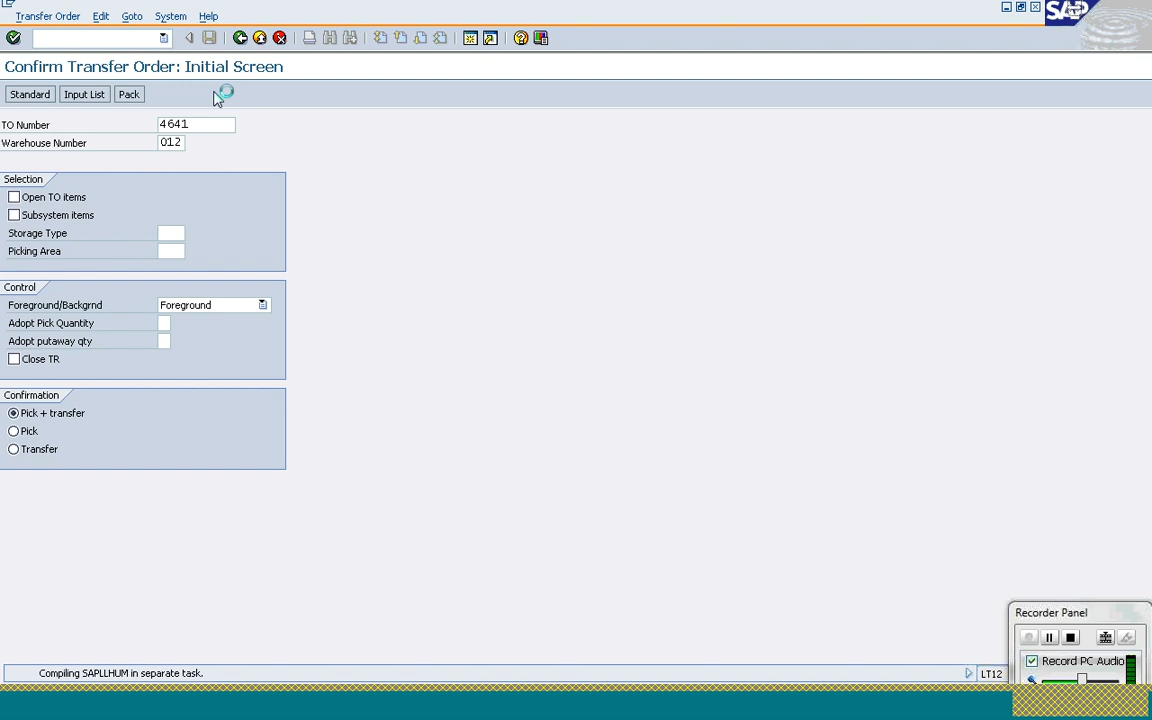 Transfer Order Edit Goto System Help
SAP
Confirm Transfer Order: Initial Screen
Standard Input List Pack
TO Number 4641
Warehouse Number 012
Selection
Open TO items
Subsystem items
Storage Type
Picking Area
Control
Foreground/Backgrnd Foreground
Adopt Pick Quantity
Adopt putaway qty
Close TR
Confirmation
Pick + transfer
Pick
Transfer
Recorder Panel
Record PC Audio
Compiling SAPLLHUM in separate task.
LT12